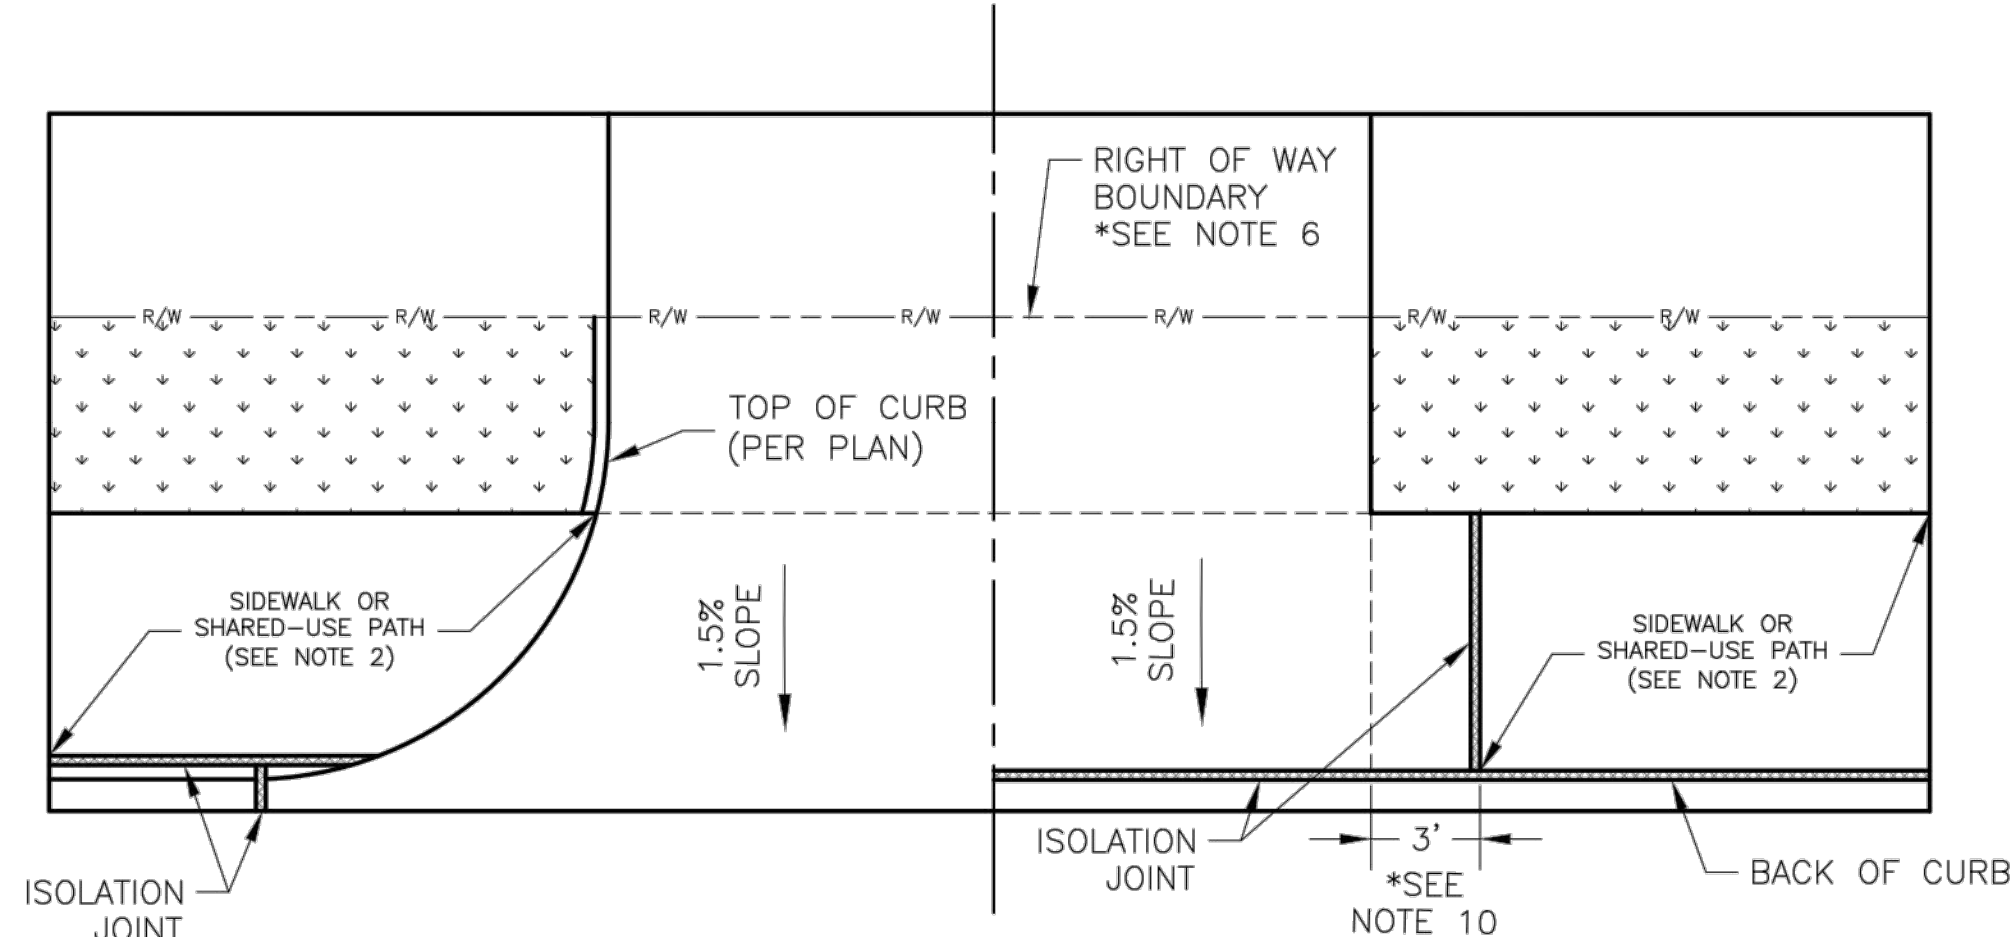 RIGHT OF WAY
BOUNDARY
*SEE NOTE 6
R/W
R/W
R/W
R/W
R/W
R/W
R/W
TOP OF CURB
(PER PLAN)
SIDEWALK OR
SHARED-USE PATH
(SEE NOTE 2)
1.5%
SLOPE
1.5%
SLOPE
SIDEWALK OR
SHARED-USE PATH
(SEE NOTE 2)
ISOLATION
JOINT
ISOLATION
JOINT
3'
*SEE
NOTE 10
BACK OF CURB